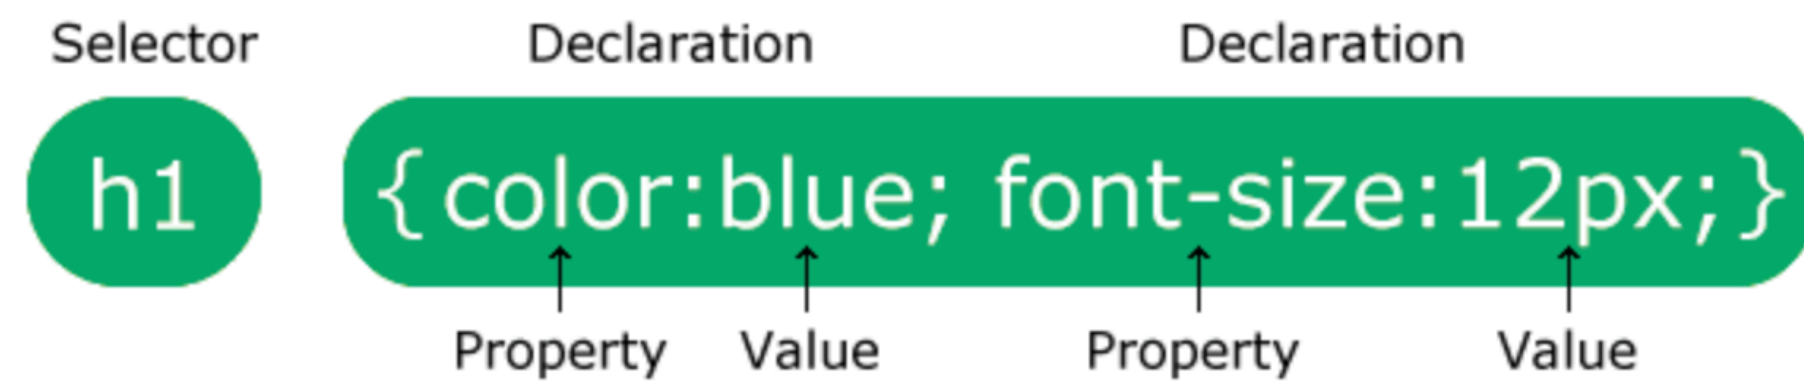 Selector Declaration Declaration
h1 {color:blue; font-size:12px;}
Property Value Property Value